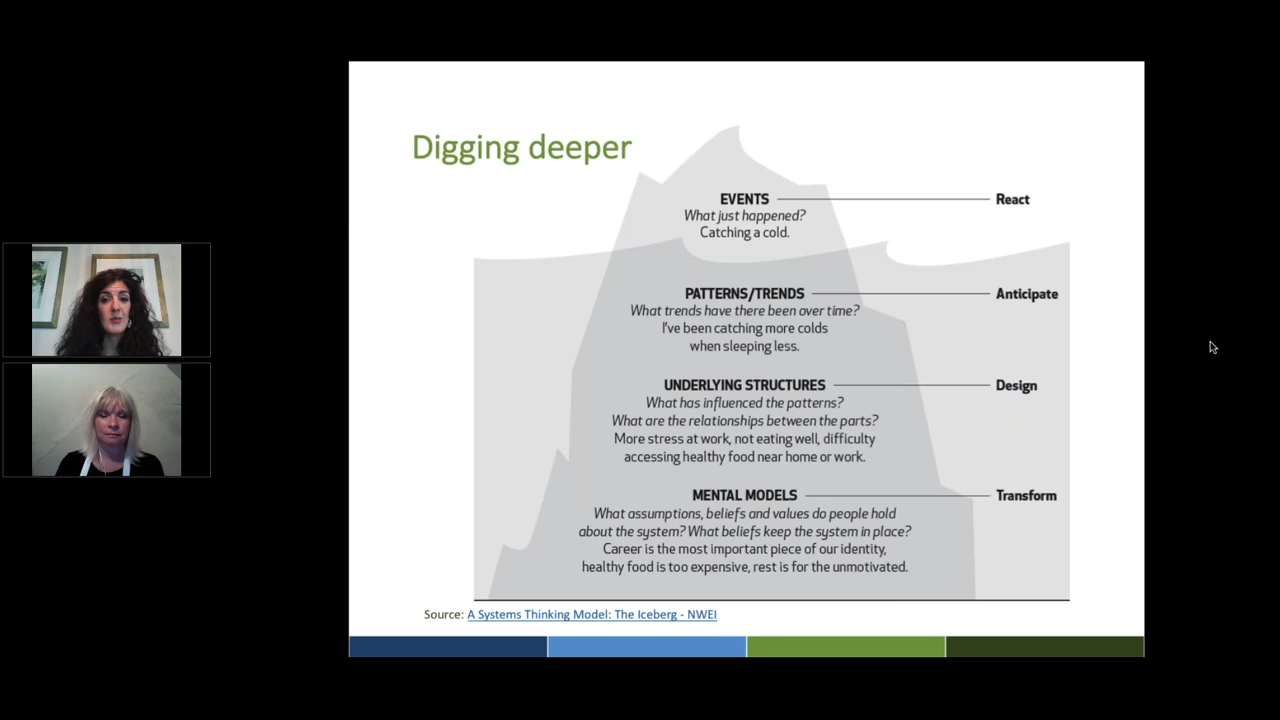 Digging deeper
EVENTS
React
What just happened?
Catching a cold.
PATTERNS/TRENDS
Anticipate
What trends have there been over time?
I've been catching more colds
when sleeping less.
UNDERLYING STRUCTURES
Design
What has influenced the patterns?
What are the relationships between the parts?
More stress at work, not eating well, difficulty
accessing healthy food near home or work.
MENTAL MODELS
Transform
What assumptions, beliefs and values do people hold
about the system? What beliefs keep the system in place?
Career is the most important piece of our identity,
healthy food is too expensive, rest is for the unmotivated.
Source: A Systems Thinking Model: The Iceberg - NWEI